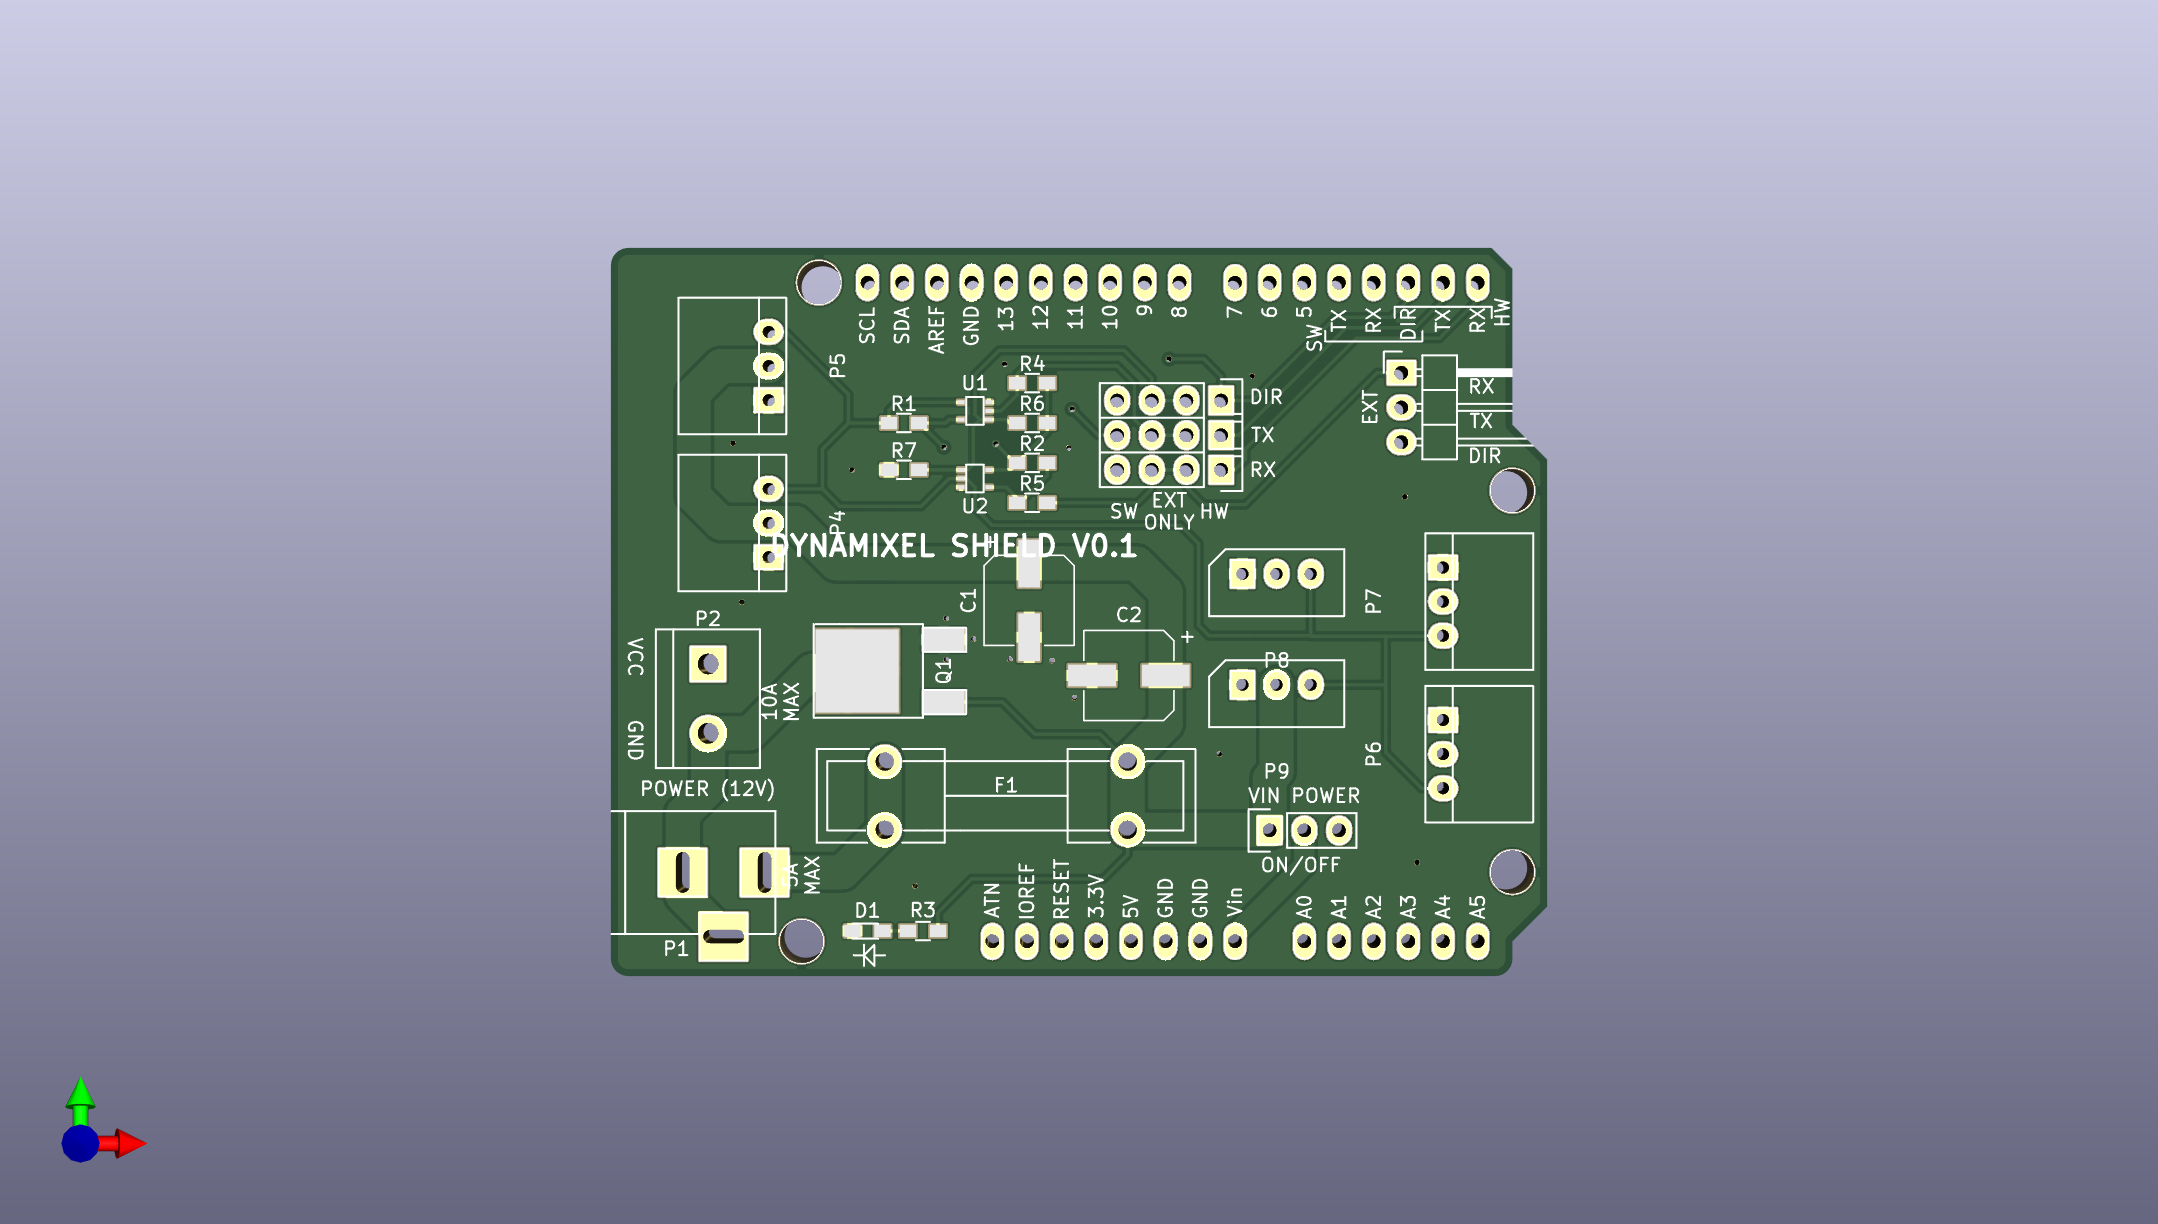 SCL
SDA
AREF
GND
13
12
11
10
9
8
7
6
5
TX
RX
DIR
TX
RX
SW
HW
P5
R4
U1
R1
R6
R7
R2
R5
U2
DIR
TX
RX
SW
EXT
ONLY
HW
EXT
RX
TX
DIR
P4
DYNAMIXEL SHIELD V0.1
+
C1
C2
+
P7
P2
VCC
GND
10A
MAX
POWER (12V)
Q1
P8
P6
F1
P9
VIN POWER
ON/OFF
5A
MAX
P1
D1
R3
ATN
IOREF
RESET
3.3V
5V
GND
GND
Vin
A0
A1
A2
A3
A4
A5